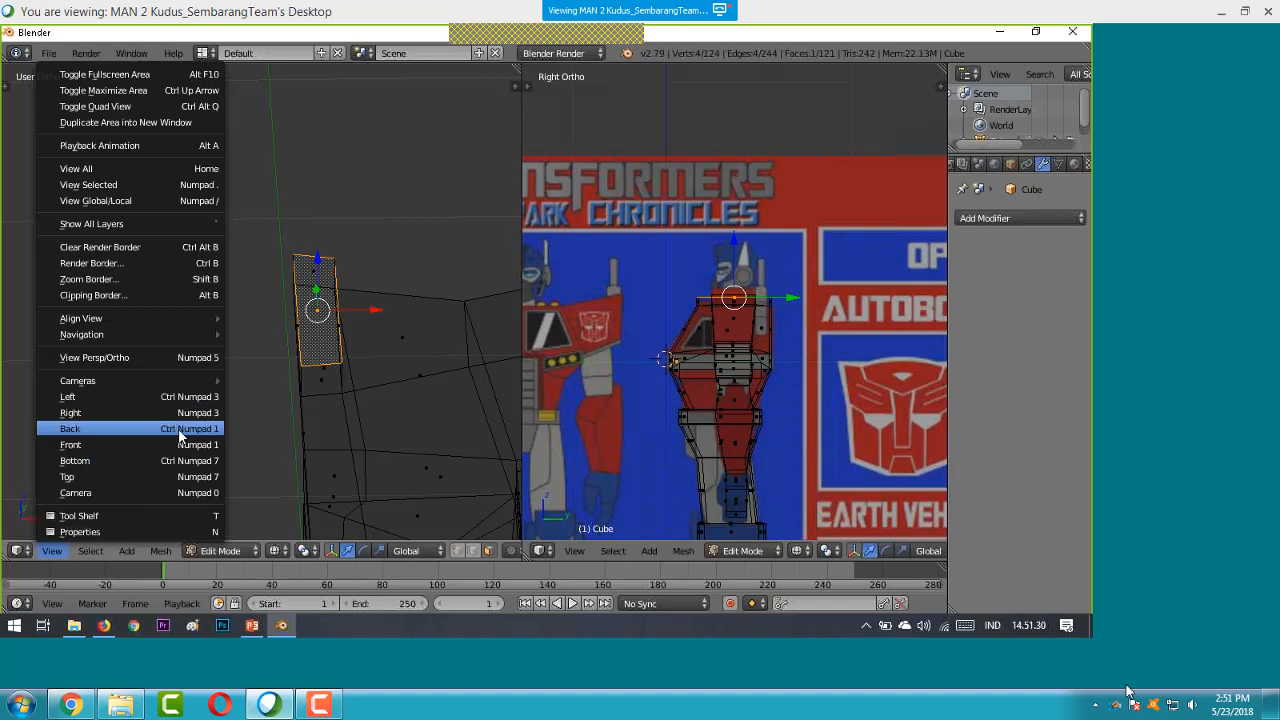 You are viewing: MAN 2 Kudus_SembarangTeam's Desktop
Viewing MAN 2 Kudus_SembarangTeam...
Blender
File Render Window Help Default Scene Blender Render v2.79 | Verts:4/124 | Edges:4/244 | Faces:1/121 | Tris:242 | Mem:22.13M | Cube
Toggle Fullscreen Area Alt F10
Toggle Maximize Area Ctrl Up Arrow
Toggle Quad View Ctrl Alt Q
Duplicate Area into New Window
Playback Animation Alt A
View All Home
View Selected Numpad .
View Global/Local Numpad /
Show All Layers `
Clear Render Border Ctrl Alt B
Render Border... Ctrl B
Zoom Border... Shift B
Clipping Border... Alt B
Align View
Navigation
View Persp/Ortho Numpad 5
Cameras
Left Ctrl Numpad 3
Right Numpad 3
Back Ctrl Numpad 1
Front Numpad 1
Bottom Ctrl Numpad 7
Top Numpad 7
Camera Numpad 0
Tool Shelf T
Properties N
User
Right Ortho
NSFORMERS
ARK CHRONICLES
OP
AUTOBO
EARTH VEH
z
y
(1) Cube
View Search All Sc
Scene
RenderLay
World
Cube
Add Modifier
View Select Add Mesh Edit Mode Global
View Select Add Mesh Edit Mode Global
-40 -20 0 20 40 60 80 100 120 140 160 180 200 220 240 260 280
View Marker Frame Playback Start: 1 End: 250 1 No Sync
Pr Ps IND 14.51.30
2:51 PM
5/23/2018